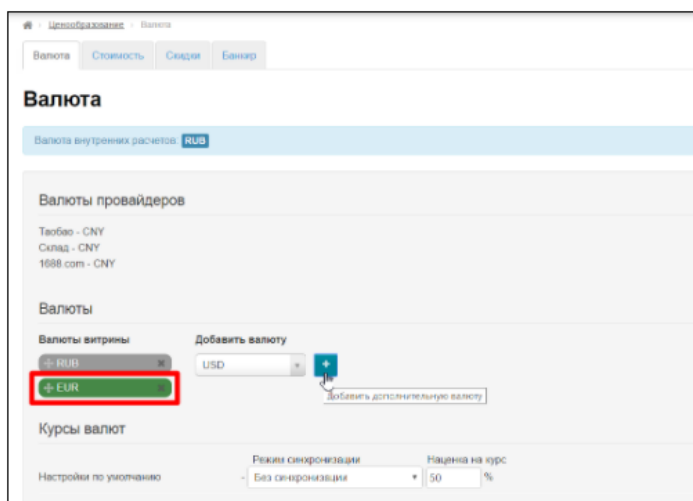 Ценообразование Валюта
Валюта Стоимость Скидки Банкир
Валюта
Валюта внутренних расчетов: RUB
Валюты провайдеров
Таобао - CNY
Склад - CNY
1688.com - CNY
Валюты
Валюты витрины Добавить валюту
RUB USD +
EUR
Добавить дополнительную валюту
Курсы валют
Режим синхронизации Наценка на курс
Настройки по умолчанию - Без синхронизации 50 %